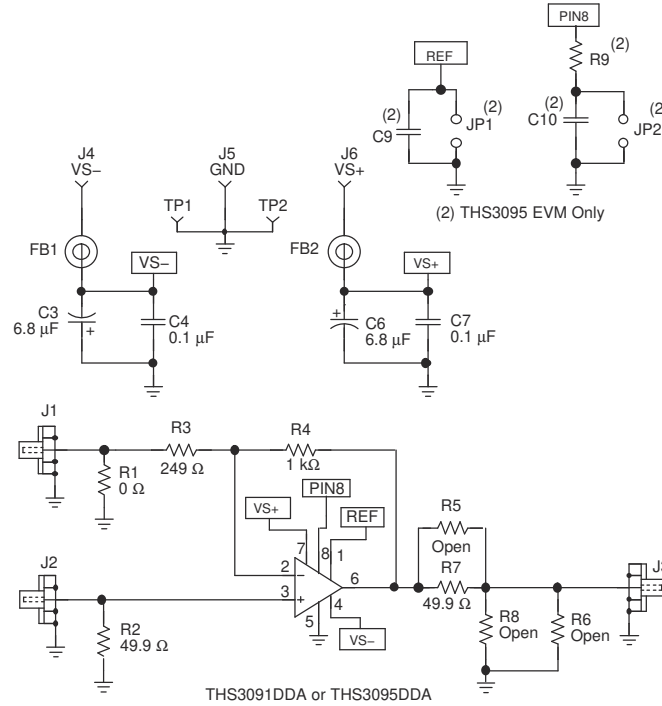 REF
PIN8
R9
(2)
(2)
C9
(2)
JP1
(2)
C10
(2)
JP2
(2) THS3095 EVM Only
J4
VS−
J5
GND
J6
VS+
TP1
TP2
FB1
VS−
FB2
VS+
C3
6.8 µF
+
C4
0.1 µF
+
C6
6.8 µF
C7
0.1 µF
J1
R3
249 Ω
R4
1 kΩ
R1
0 Ω
VS+
PIN8
REF
7
8
1
2
−
3
+
6
5
4
VS−
R5
Open
R7
49.9 Ω
J2
R2
49.9 Ω
R8
Open
R6
Open
THS3091DDA or THS3095DDA